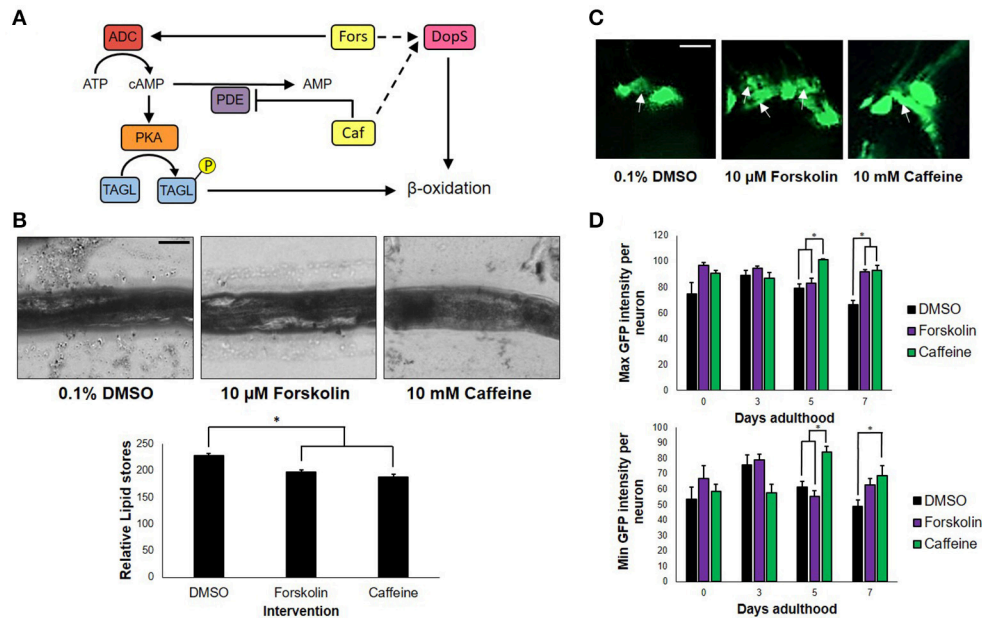 A
ADC
Fors
DopS
ATP
cAMP
AMP
PDE
PKA
Caf
P
TAGL
TAGL
β-oxidation
B
0.1% DMSO
10 µM Forskolin
10 mM Caffeine
*
Relative Lipid stores
250
200
150
100
50
0
DMSO
Forskolin
Caffeine
Intervention
C
0.1% DMSO
10 µM Forskolin
10 mM Caffeine
D
Max GFP intensity per
neuron
120
100
80
60
40
20
0
*
*
0
3
5
7
Days adulthood
DMSO
Forskolin
Caffeine
Min GFP intensity per
neuron
100
90
80
70
60
50
40
30
20
10
0
*
*
0
3
5
7
Days adulthood
DMSO
Forskolin
Caffeine